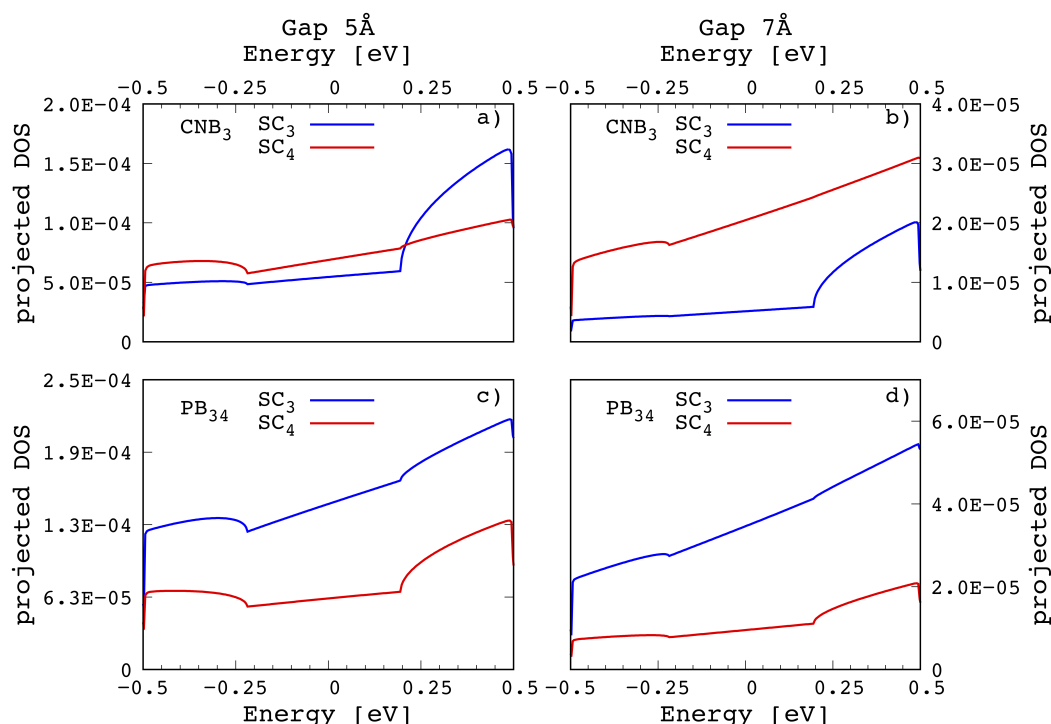 Gap 5Å
Energy [eV]
Gap 7Å
Energy [eV]
-0.5 -0.25 0 0.25 0.5
-0.5 -0.25 0 0.25 0.5
projected DOS
2.0E-04
1.5E-04
1.0E-04
5.0E-05
0
CNB3
SC3
SC4
a)
CNB3
SC3
SC4
b)
4.0E-05
3.0E-05
2.0E-05
1.0E-05
0
projected DOS
projected DOS
2.5E-04
1.9E-04
1.3E-04
6.3E-05
0
PB34
SC3
SC4
c)
PB34
SC3
SC4
d)
6.0E-05
4.0E-05
2.0E-05
0
projected DOS
-0.5 -0.25 0 0.25 0.5
-0.5 -0.25 0 0.25 0.5
Energy [eV]
Energy [eV]